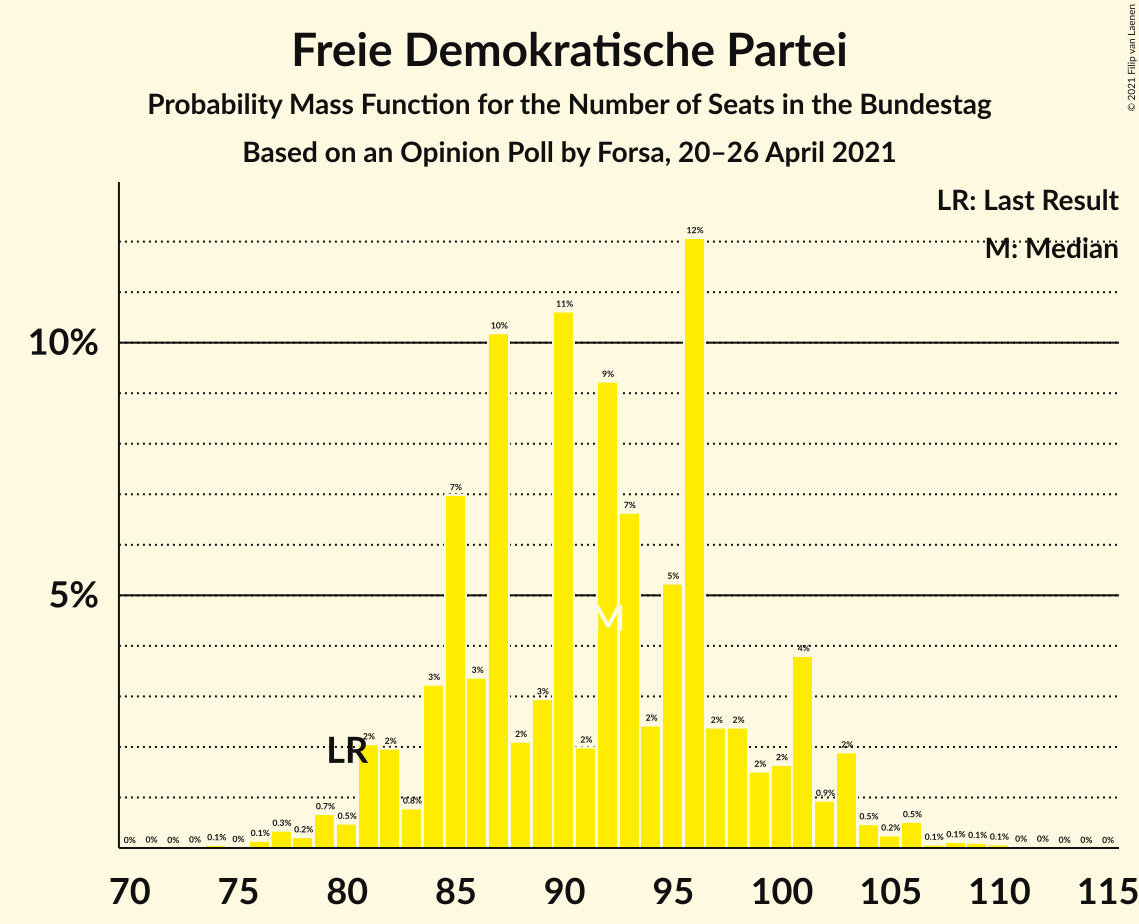 Freie Demokratische Partei
Probability Mass Function for the Number of Seats in the Bundestag
Based on an Opinion Poll by Forsa, 20–26 April 2021
© 2021 Filip van Laenen
LR: Last Result
M: Median
10%
5%
0% 0% 0% 0% 0.1% 0% 0.1% 0.3% 0.2% 0.7% 0.5% 2% 2% 0.8% 3% 7% 3% 10% 2% 3% 11% 2% 9% 7% 2% 5% 12% 2% 2% 2% 2% 4% 0.9% 2% 0.5% 0.2% 0.5% 0.1% 0.1% 0.1% 0.1% 0% 0% 0% 0% 0%
LR
M
70 75 80 85 90 95 100 105 110 115